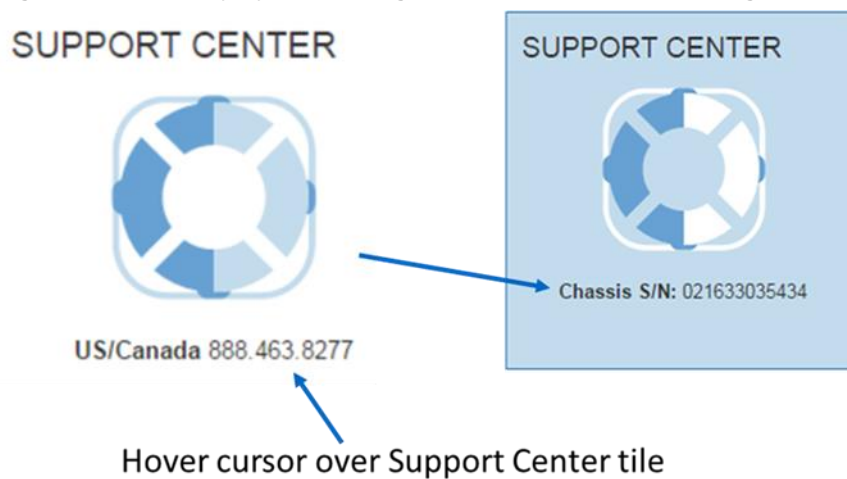 SUPPORT CENTER
US/Canada 888.463.8277
SUPPORT CENTER
Chassis S/N: 021633035434
Hover cursor over Support Center tile